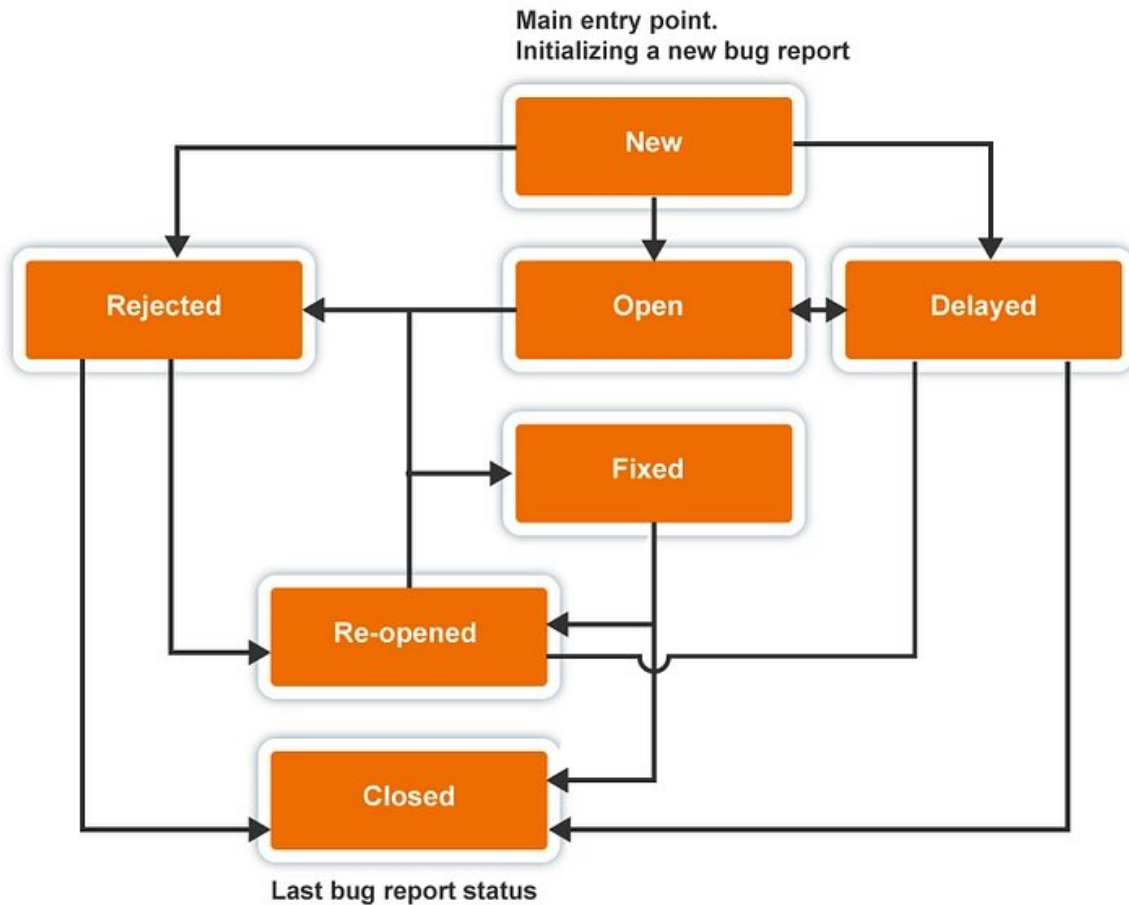 Main entry point.
Initializing a new bug report
New
Rejected
Open
Delayed
Fixed
Re-opened
Closed
Last bug report status